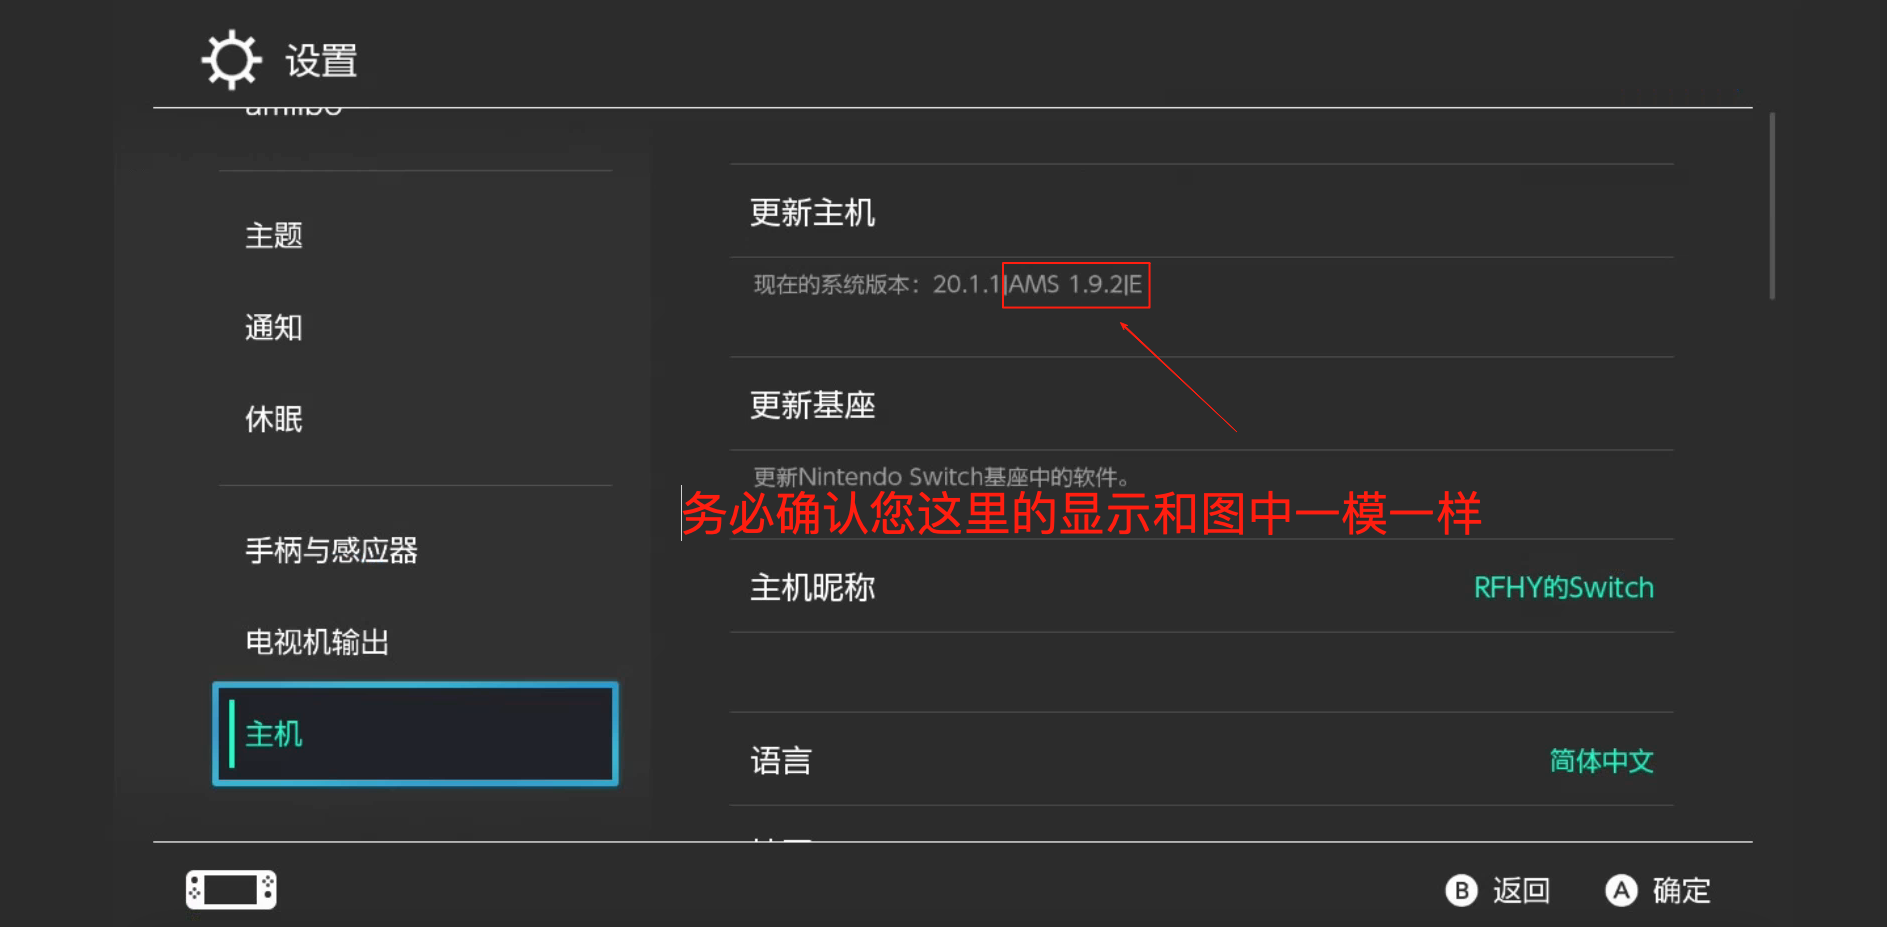 设置
amiibo
主题
通知
休眠
手柄与感应器
电视机输出
主机
更新主机
现在的系统版本：20.1.1|AMS 1.9.2|E
更新基座
更新Nintendo Switch基座中的软件。
务必确认您这里的显示和图中一模一样
主机昵称 RFHY的Switch
语言 简体中文
B 返回 A 确定